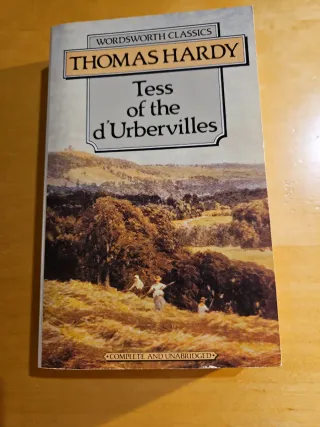 WORDSWORTH CLASSICS
THOMAS HARDY
Tess
of the
d'Urbervilles
•COMPLETE AND UNABRIDGED•